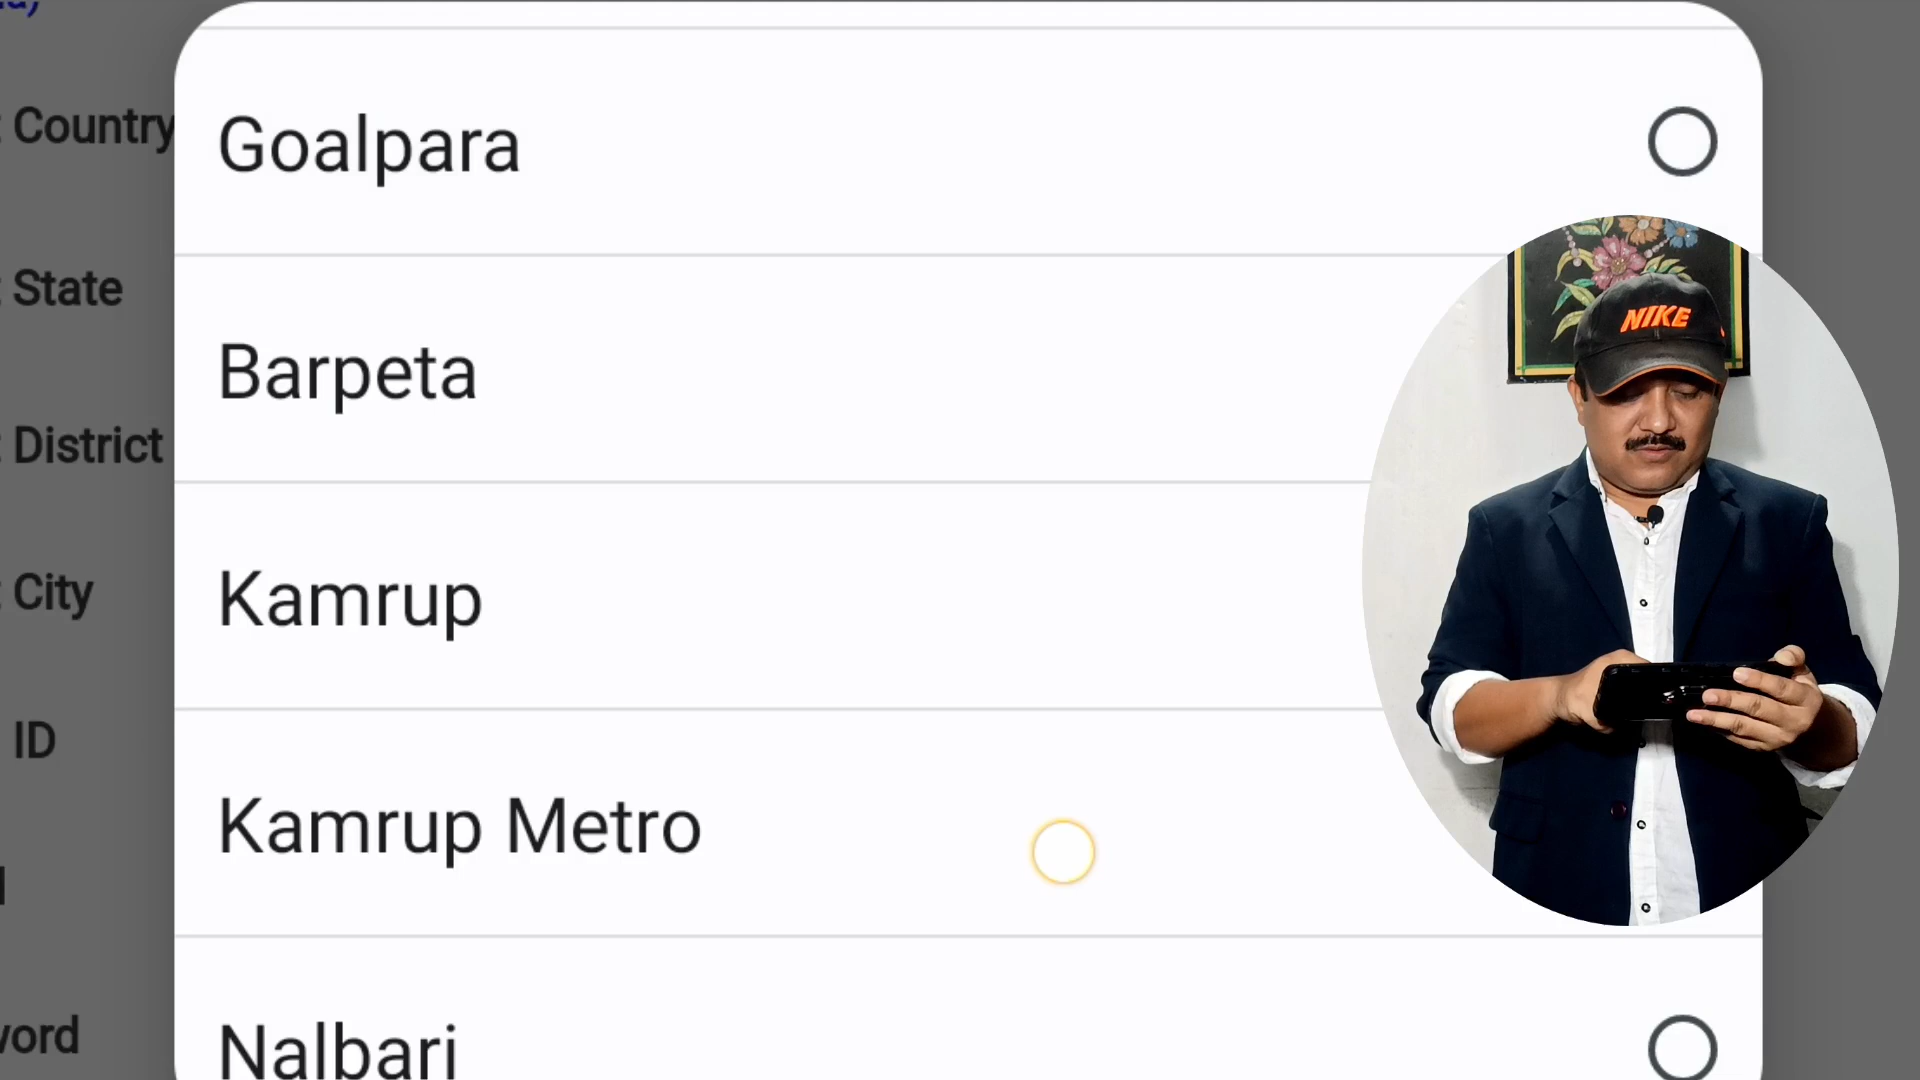 : Country
Goalpara
: State
NIKE
Barpeta
: District
Kamrup
: City
ID
Kamrup Metro
Nalbari